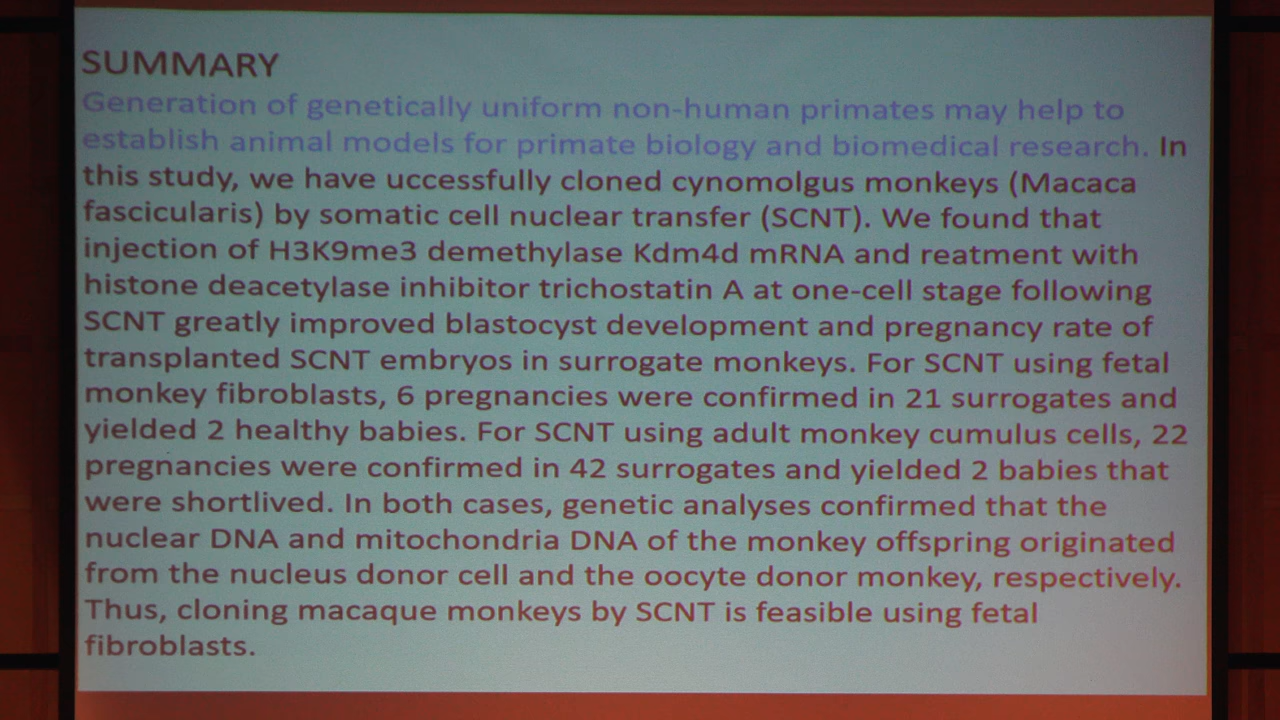 SUMMARY
Generation of genetically uniform non-human primates may help to
establish animal models for primate biology and biomedical research. In
this study, we have uccessfully cloned cynomolgus monkeys (Macaca
fascicularis) by somatic cell nuclear transfer (SCNT). We found that
injection of H3K9me3 demethylase Kdm4d mRNA and reatment with
histone deacetylase inhibitor trichostatin A at one-cell stage following
SCNT greatly improved blastocyst development and pregnancy rate of
transplanted SCNT embryos in surrogate monkeys. For SCNT using fetal
monkey fibroblasts, 6 pregnancies were confirmed in 21 surrogates and
yielded 2 healthy babies. For SCNT using adult monkey cumulus cells, 22
pregnancies were confirmed in 42 surrogates and yielded 2 babies that
were shortlived. In both cases, genetic analyses confirmed that the
nuclear DNA and mitochondria DNA of the monkey offspring originated
from the nucleus donor cell and the oocyte donor monkey, respectively.
Thus, cloning macaque monkeys by SCNT is feasible using fetal
fibroblasts.